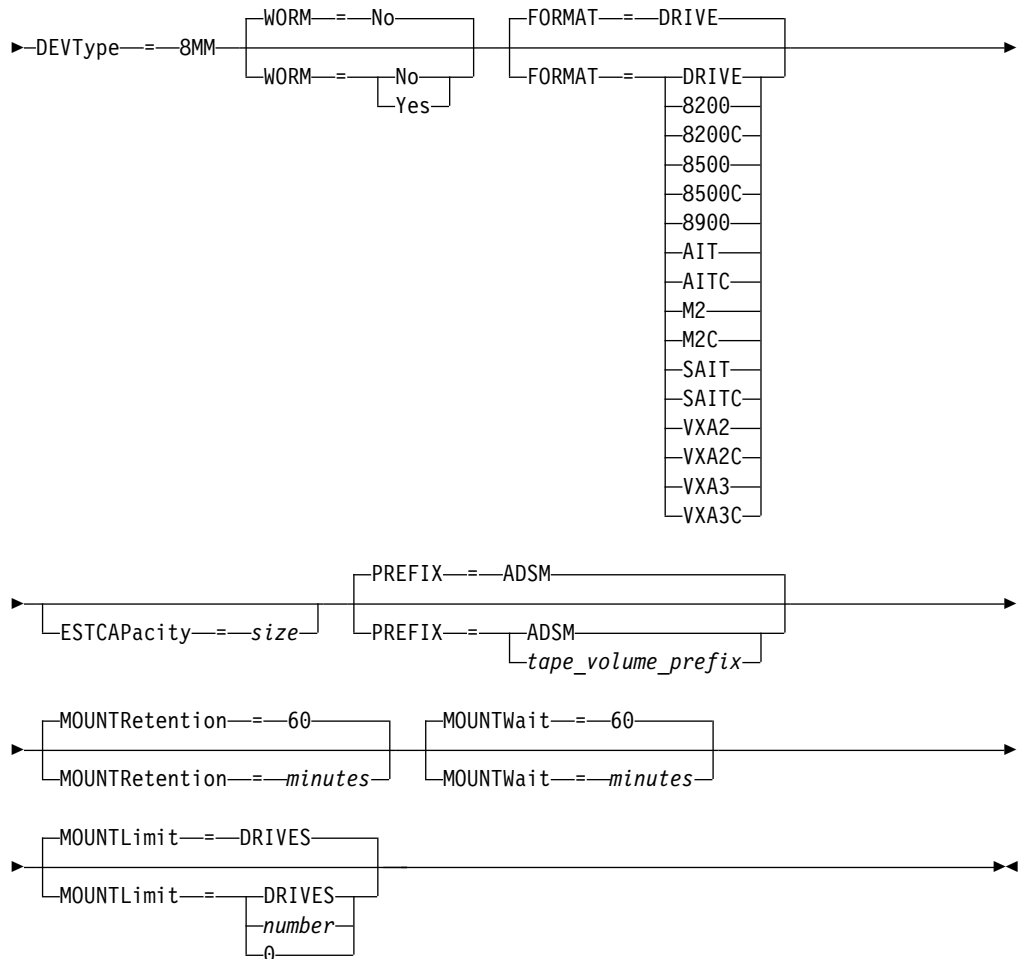 WORM = No FORMAT = DRIVE
DEVType = 8MM
WORM = No FORMAT = DRIVE
Yes 8200
8200C
8500
8500C
8900
AIT
AITC
M2
M2C
SAIT
SAITC
VXA2
VXA2C
VXA3
VXA3C
PREFIX = ADSM
ESTCAPacity = size PREFIX = ADSM
tape_volume_prefix
MOUNTRetention = 60 MOUNTWait = 60
MOUNTRetention = minutes MOUNTWait = minutes
MOUNTLimit = DRIVES
MOUNTLimit = DRIVES
number
0